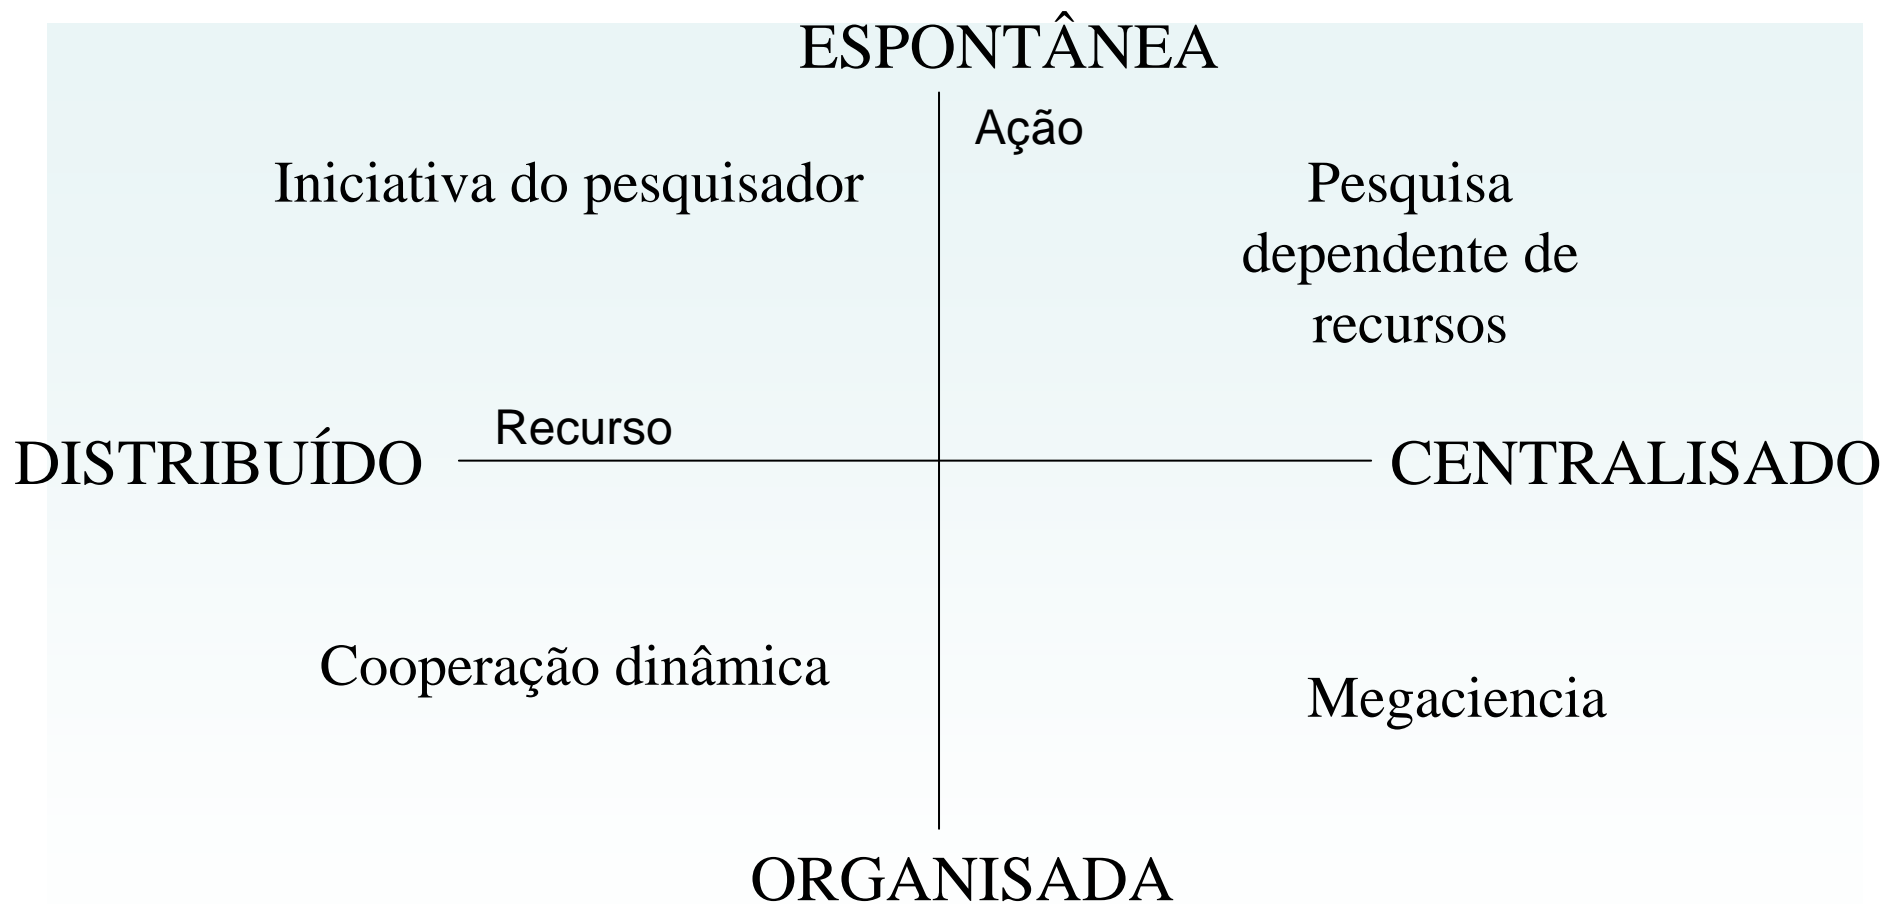 ESPONTÂNEA
Ação
Iniciativa do pesquisador
Pesquisa
dependente de
recursos
Recurso
DISTRIBUÍDO
CENTRALISADO
Cooperação dinâmica
Megaciencia
ORGANISADA